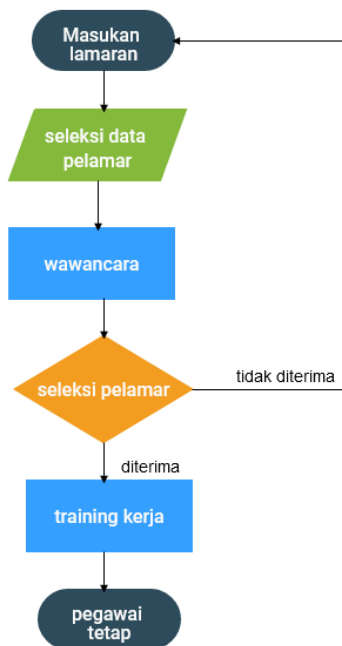 Masukan
lamaran
seleksi data
pelamar
wawancara
seleksi pelamar
tidak diterima
diterima
training kerja
pegawai
tetap